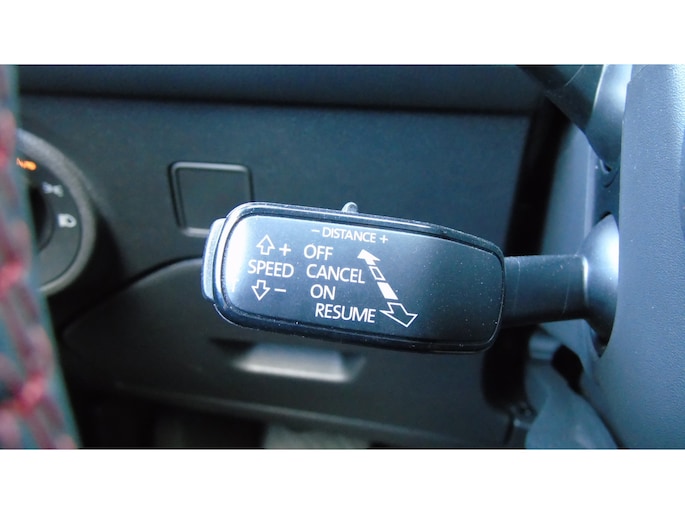 − DISTANCE +
+ OFF
SPEED CANCEL
− ON
RESUME